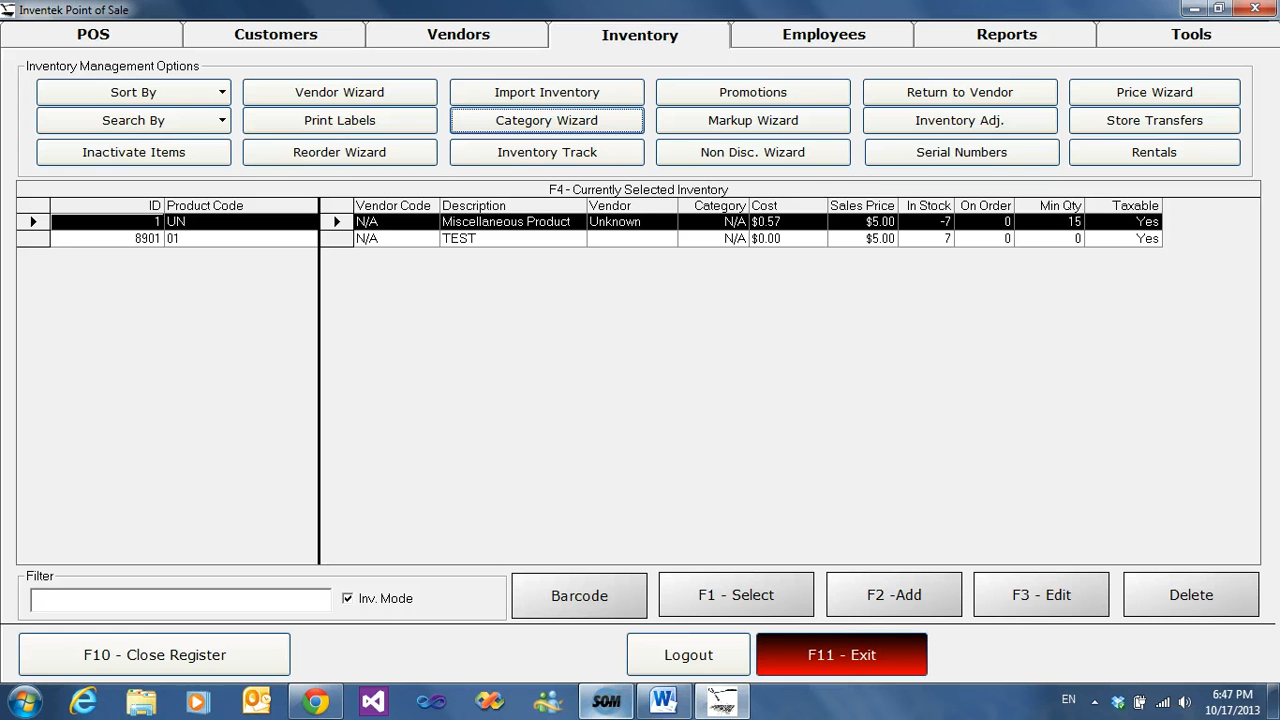 Inventek Point of Sale
POS Customers Vendors Inventory Employees Reports Tools
Inventory Management Options
Sort By Vendor Wizard Import Inventory Promotions Return to Vendor Price Wizard
Search By Print Labels Category Wizard Markup Wizard Inventory Adj. Store Transfers
Inactivate Items Reorder Wizard Inventory Track Non Disc. Wizard Serial Numbers Rentals
F4 - Currently Selected Inventory
ID Product Code Vendor Code Description Vendor Category Cost Sales Price In Stock On Order Min Qty Taxable
1 UN N/A Miscellaneous Product Unknown N/A $0.57 $5.00 -7 0 15 Yes
8901 01 N/A TEST N/A $0.00 $5.00 7 0 0 Yes
Filter
Inv. Mode Barcode F1 - Select F2 -Add F3 - Edit Delete
F10 - Close Register Logout F11 - Exit
SOM EN 6:47 PM
10/17/2013